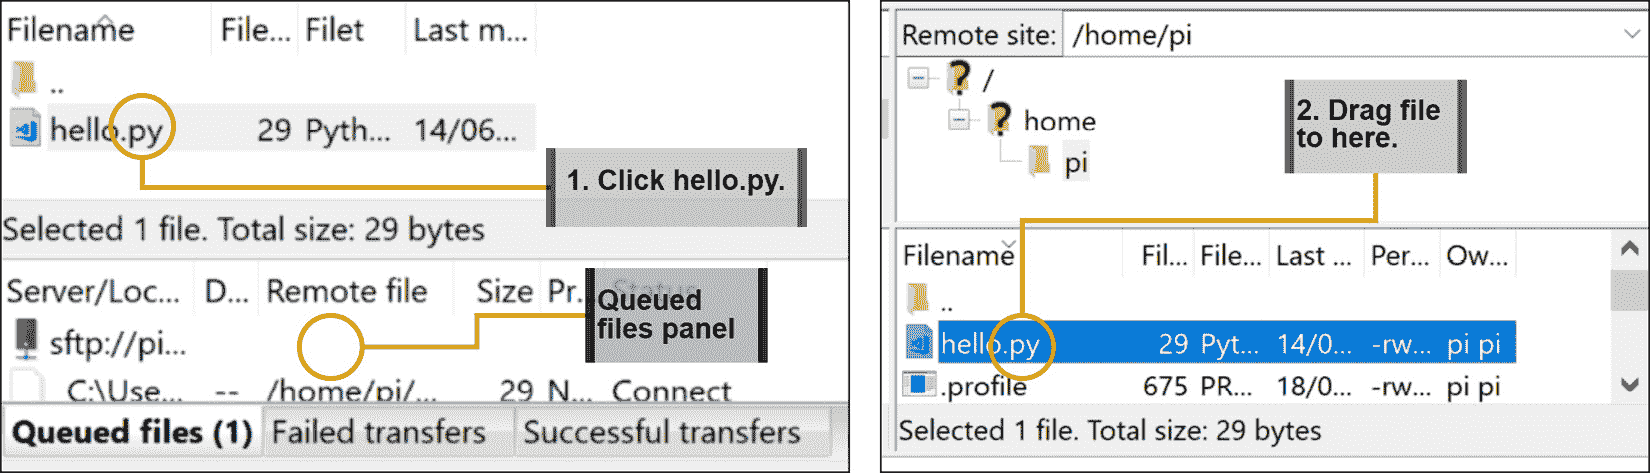 Filename File... Filet Last m...
..
hello.py 29 Pyth... 14/06...
1. Click hello.py.
Selected 1 file. Total size: 29 bytes
Server/Loc... D... Remote file Size Pr... Status
Queued
files panel
sftp://pi...
C:\Use... -- /home/pi/... 29 N... Connect
Queued files (1) Failed transfers Successful transfers
Remote site: /home/pi
/
home
pi
2. Drag file
to here.
Filename Fil... File... Last ... Per... Ow...
..
hello.py 29 Pyt... 14/0... -rw... pi pi
.profile 675 PR... 18/0... -rw... pi pi
Selected 1 file. Total size: 29 bytes